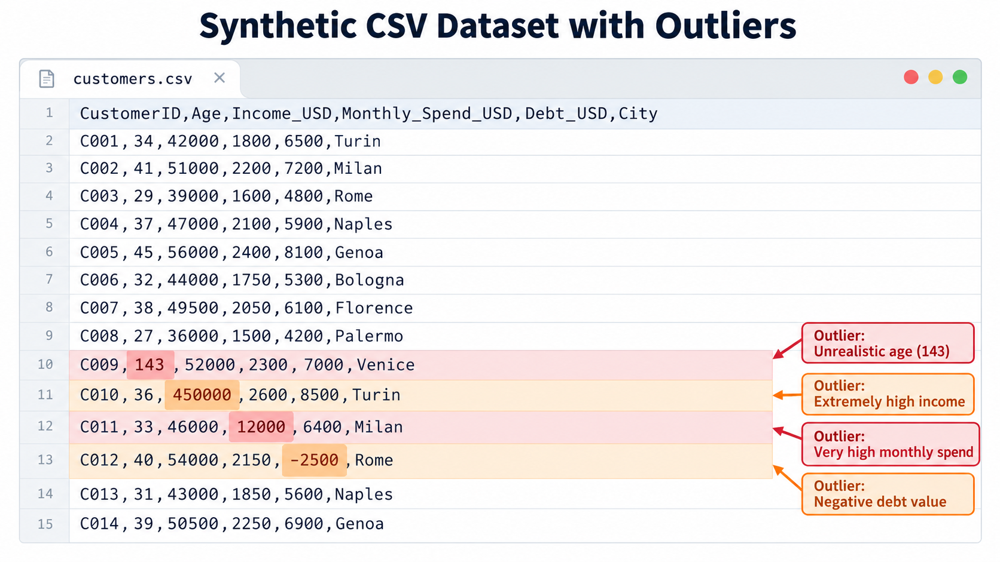 Synthetic CSV Dataset with Outliers
customers.csv
1 CustomerID,Age,Income_USD,Monthly_Spend_USD,Debt_USD,City
2 C001,34,42000,1800,6500,Turin
3 C002,41,51000,2200,7200,Milan
4 C003,29,39000,1600,4800,Rome
5 C004,37,47000,2100,5900,Naples
6 C005,45,56000,2400,8100,Genoa
7 C006,32,44000,1750,5300,Bologna
8 C007,38,49500,2050,6100,Florence
9 C008,27,36000,1500,4200,Palermo
10 C009,143,52000,2300,7000,Venice
11 C010,36,450000,2600,8500,Turin
12 C011,33,46000,12000,6400,Milan
13 C012,40,54000,2150,-2500,Rome
14 C013,31,43000,1850,5600,Naples
15 C014,39,50500,2250,6900,Genoa
Outlier:
Unrealistic age (143)
Outlier:
Extremely high income
Outlier:
Very high monthly spend
Outlier:
Negative debt value